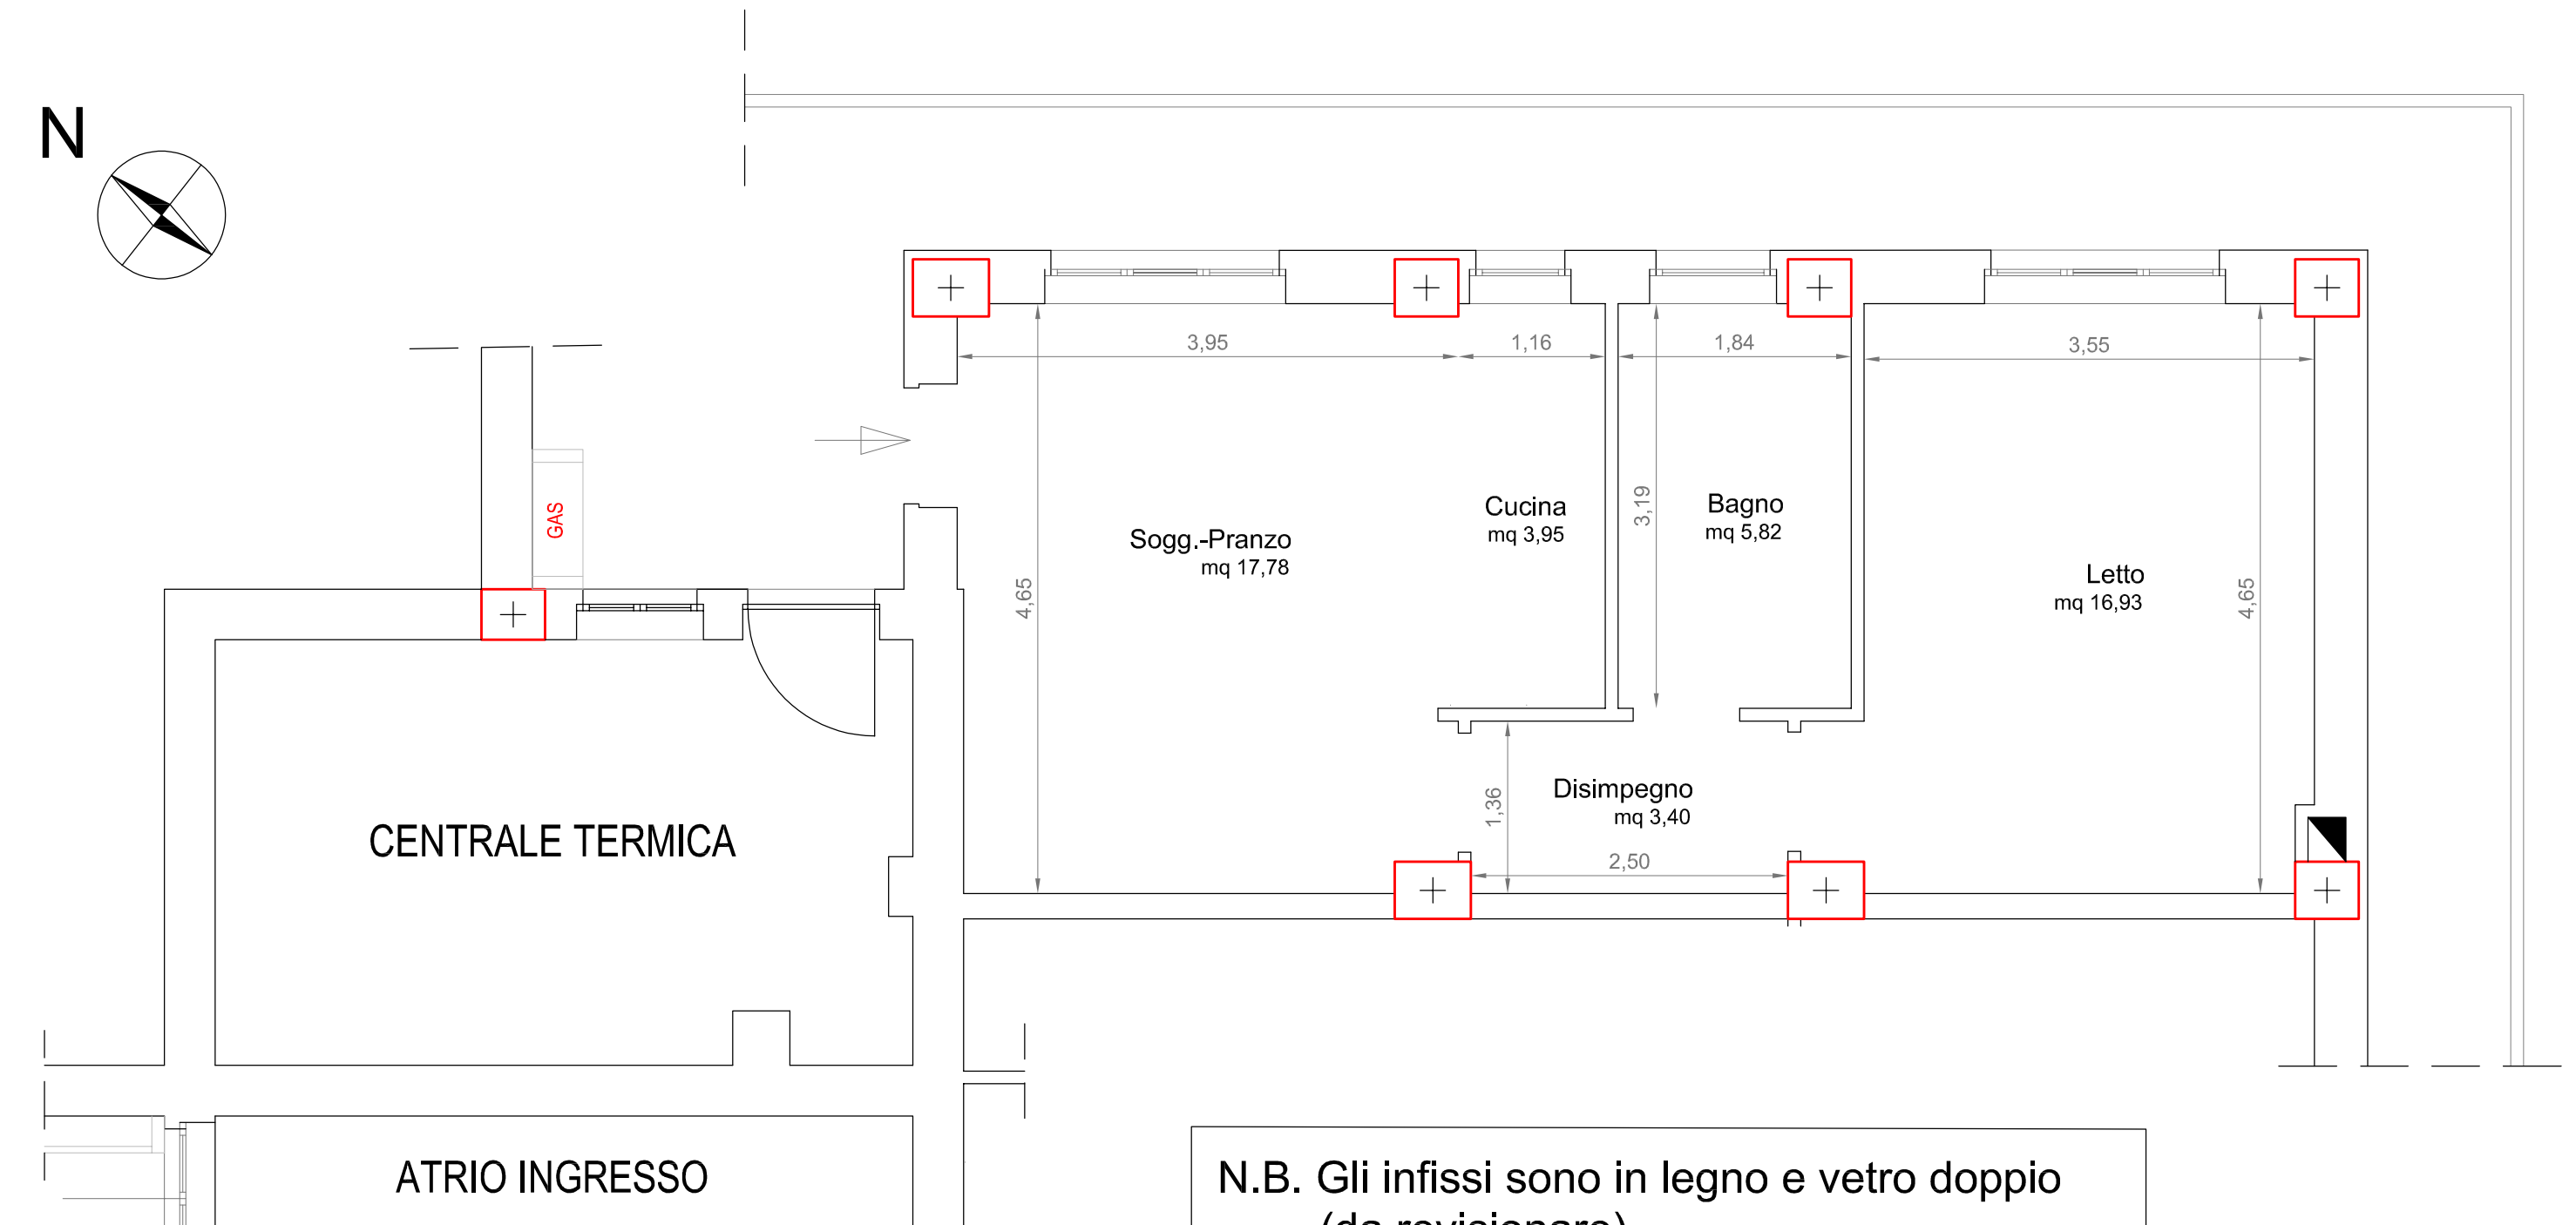 N
3,95
1,16
1,84
3,55
GAS
Sogg.-Pranzo
mq 17,78
Cucina
mq 3,95
3,19
Bagno
mq 5,82
Letto
mq 16,93
4,65
4,65
Disimpegno
mq 3,40
1,36
2,50
CENTRALE TERMICA
ATRIO INGRESSO
N.B. Gli infissi sono in legno e vetro doppio
(da revisionare)